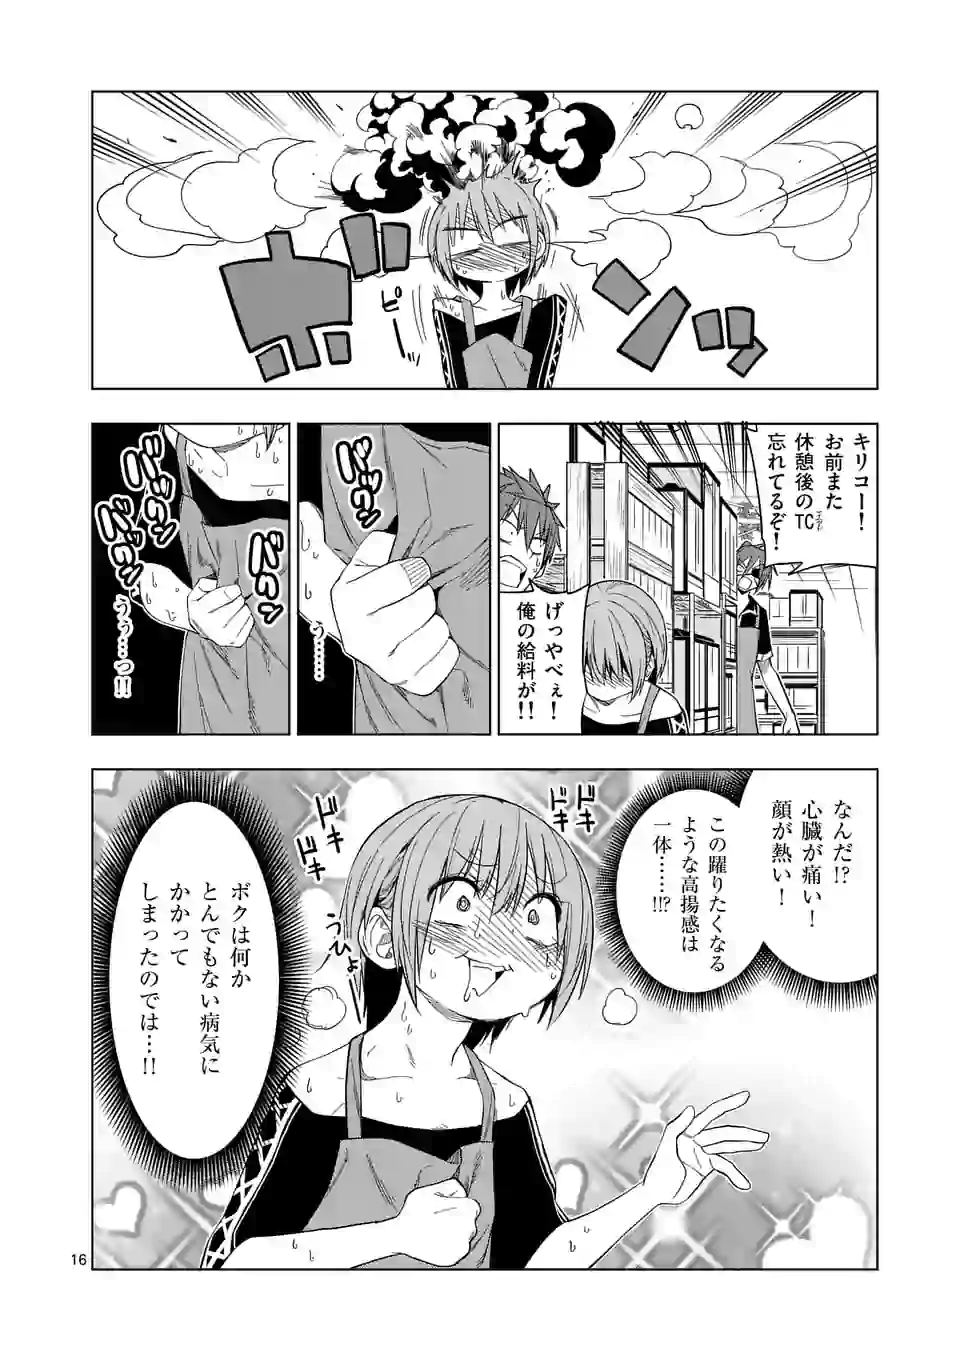 ボボンッ
ピー
キリコー!
お前また
休憩後のTC
忘れてるぞ!
げっやべぇ!
俺の給料が!!
バックン
バクン
う……
バックン
バックン
うぅ…っ!!
なんだ!?
心臓が痛い!
顔が熱い!
この躍りたくなる
ような高揚感は
一体……!!?
ドキ
ドキ
ドキ
ドキ
うひょ
ボクは何か
とんでもない病気に
かかって
しまったのでは…!!
16